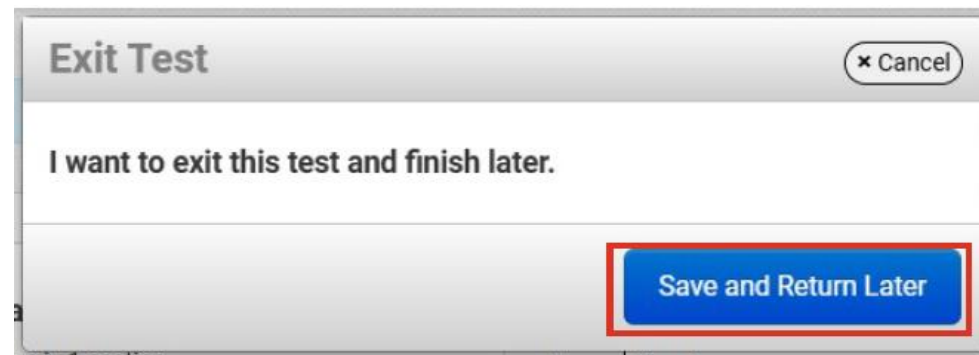 Exit Test
× Cancel
I want to exit this test and finish later.
Save and Return Later